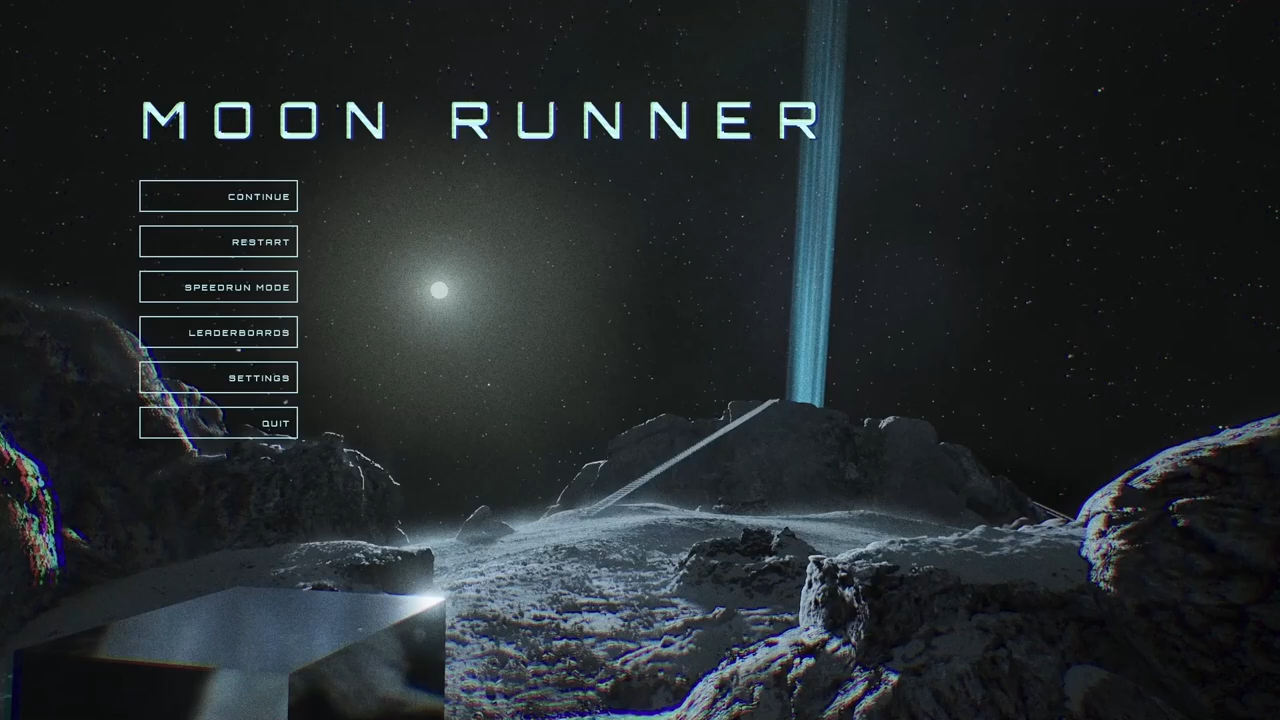 MOON RUNNER
CONTINUE
RESTART
SPEEDRUN MODE
LEADERBOARDS
SETTINGS
QUIT